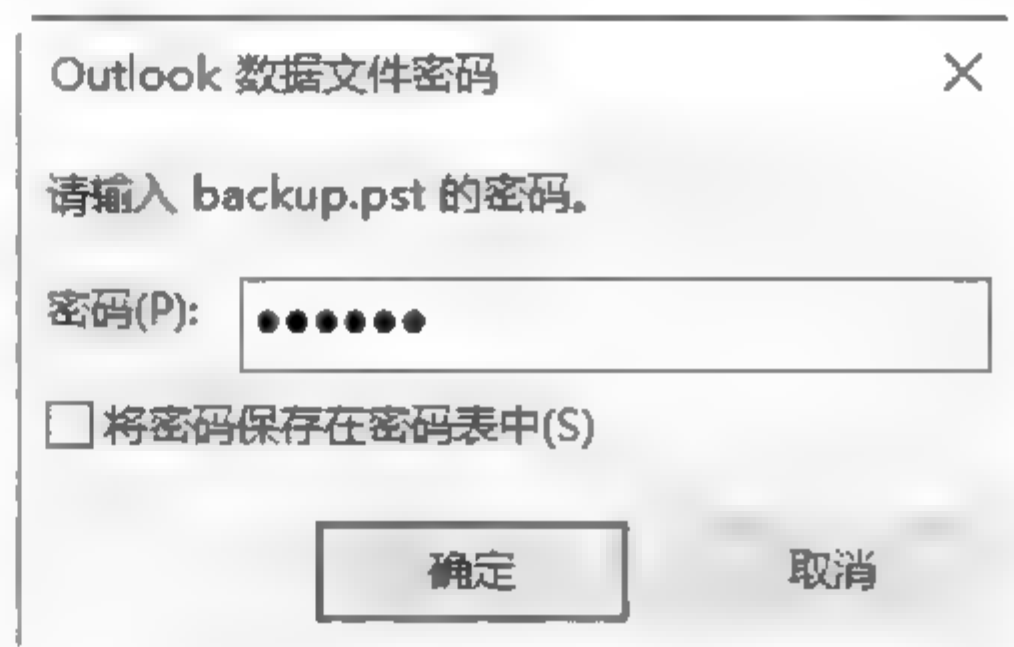 Outlook 数据文件密码
请输入 backup.pst 的密码。
密码(P): ●●●●●●
将密码保存在密码表中(S)
确定 取消